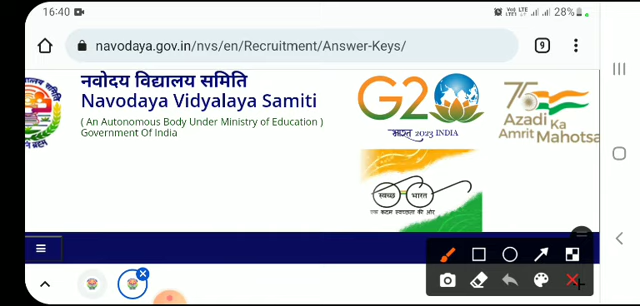 16:40
28%
navodaya.gov.in/nvs/en/Recruitment/Answer-Keys/
9
नवोदय विद्यालय समिति
Navodaya Vidyalaya Samiti
( An Autonomous Body Under Ministry of Education )
Government Of India
G20
भारत 2023 INDIA
75
Azadi Ka
Amrit Mahotsa
स्वच्छ भारत
एक कदम स्वच्छता की ओर